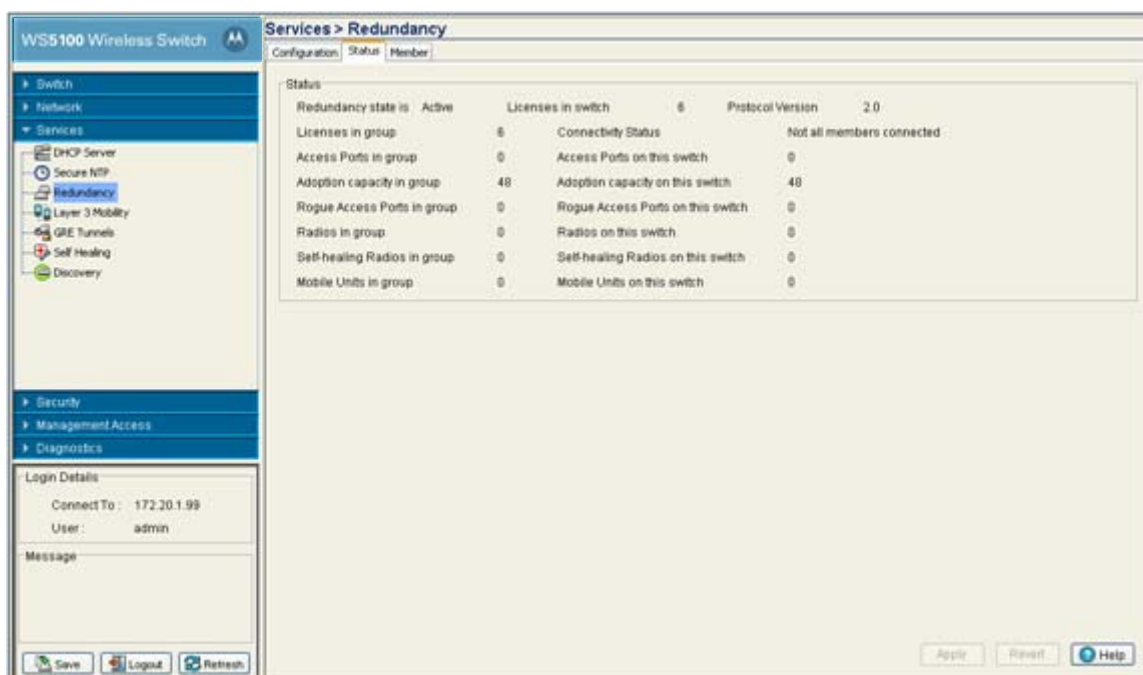 WS5100 Wireless Switch
Services > Redundancy
Configuration Status Member
Switch
Network
Services
DHCP Server
Secure NTP
Redundancy
Layer 3 Mobility
GRE Tunnels
Self Healing
Discovery
Security
Management Access
Diagnostics
Login Details
Connect To : 172.20.1.99
User : admin
Message
Save Logout Refresh
Status
Redundancy state is Active Licenses in switch 6 Protocol Version 2.0
Licenses in group 6 Connectivity Status Not all members connected
Access Ports in group 0 Access Ports on this switch 0
Adoption capacity in group 48 Adoption capacity on this switch 48
Rogue Access Ports in group 0 Rogue Access Ports on this switch 0
Radios in group 0 Radios on this switch 0
Self-healing Radios in group 0 Self-healing Radios on this switch 0
Mobile Units in group 0 Mobile Units on this switch 0
Apply Revert Help